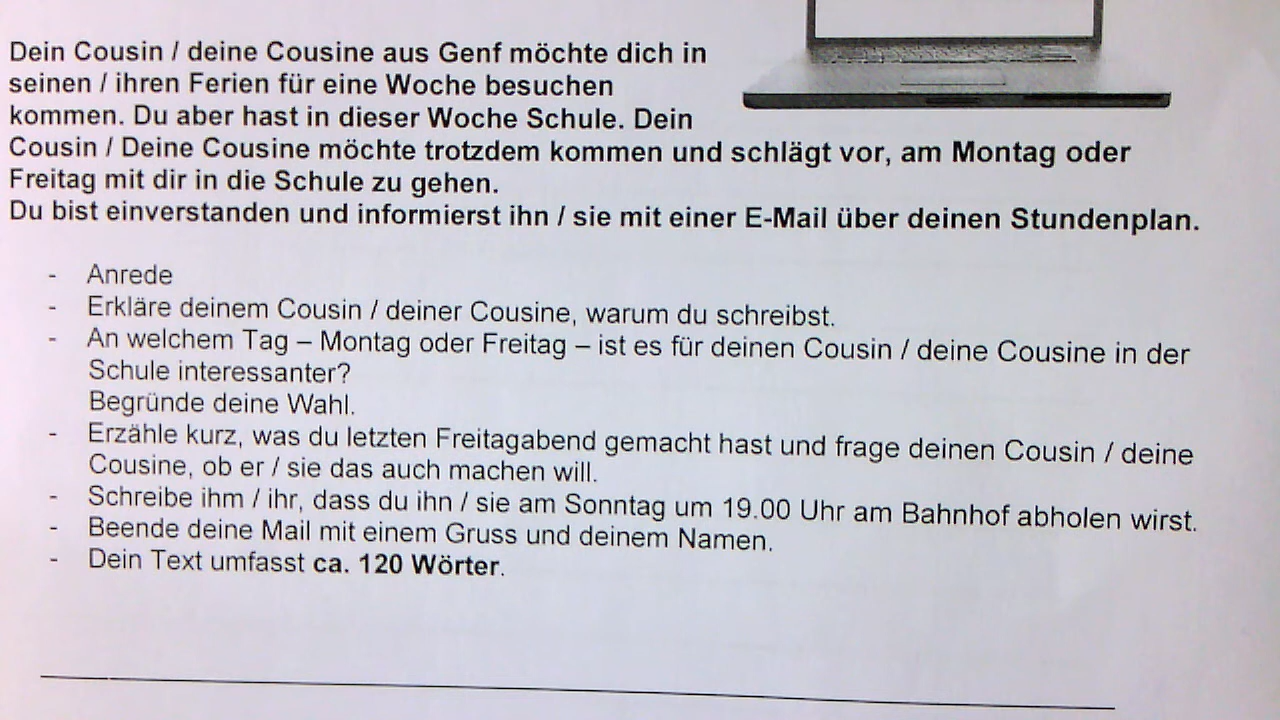 Dein Cousin / deine Cousine aus Genf möchte dich in
seinen / ihren Ferien für eine Woche besuchen
kommen. Du aber hast in dieser Woche Schule. Dein
Cousin / Deine Cousine möchte trotzdem kommen und schlägt vor, am Montag oder
Freitag mit dir in die Schule zu gehen.
Du bist einverstanden und informierst ihn / sie mit einer E-Mail über deinen Stundenplan.
- Anrede
- Erkläre deinem Cousin / deiner Cousine, warum du schreibst.
- An welchem Tag – Montag oder Freitag – ist es für deinen Cousin / deine Cousine in der
Schule interessanter?
Begründe deine Wahl.
- Erzähle kurz, was du letzten Freitagabend gemacht hast und frage deinen Cousin / deine
Cousine, ob er / sie das auch machen will.
- Schreibe ihm / ihr, dass du ihn / sie am Sonntag um 19.00 Uhr am Bahnhof abholen wirst.
- Beende deine Mail mit einem Gruss und deinem Namen.
- Dein Text umfasst ca. 120 Wörter.